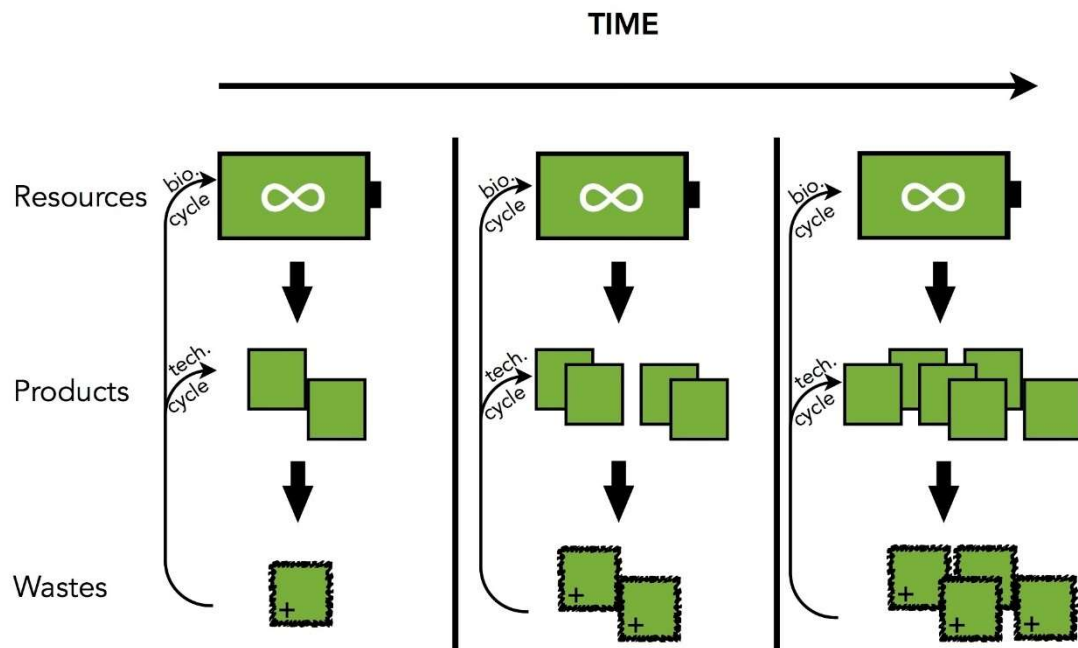 TIME
Resources
bio.
cycle
∞
bio.
cycle
∞
bio.
cycle
∞
Products
tech.
cycle
tech.
cycle
tech.
cycle
Wastes
+
+
+
+
+
+